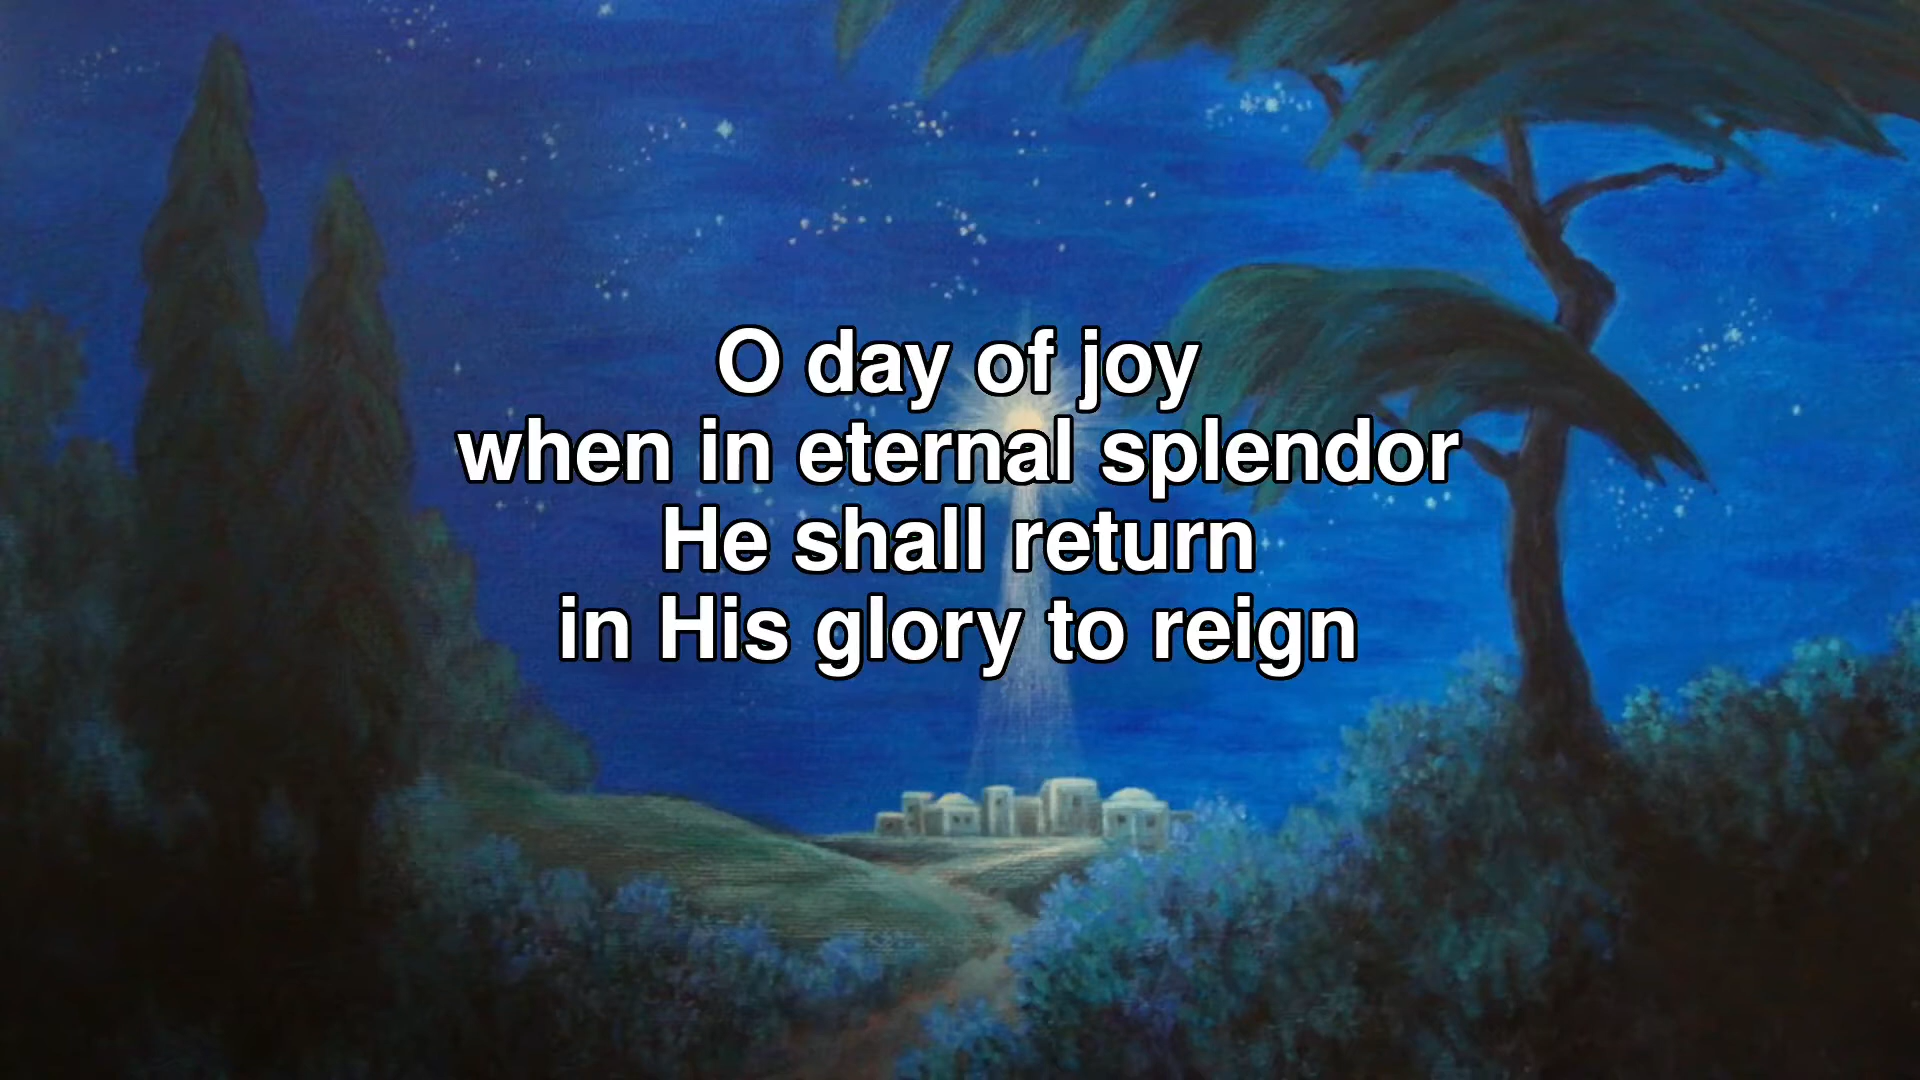 O day of joy
when in eternal splendor
He shall return
in His glory to reign